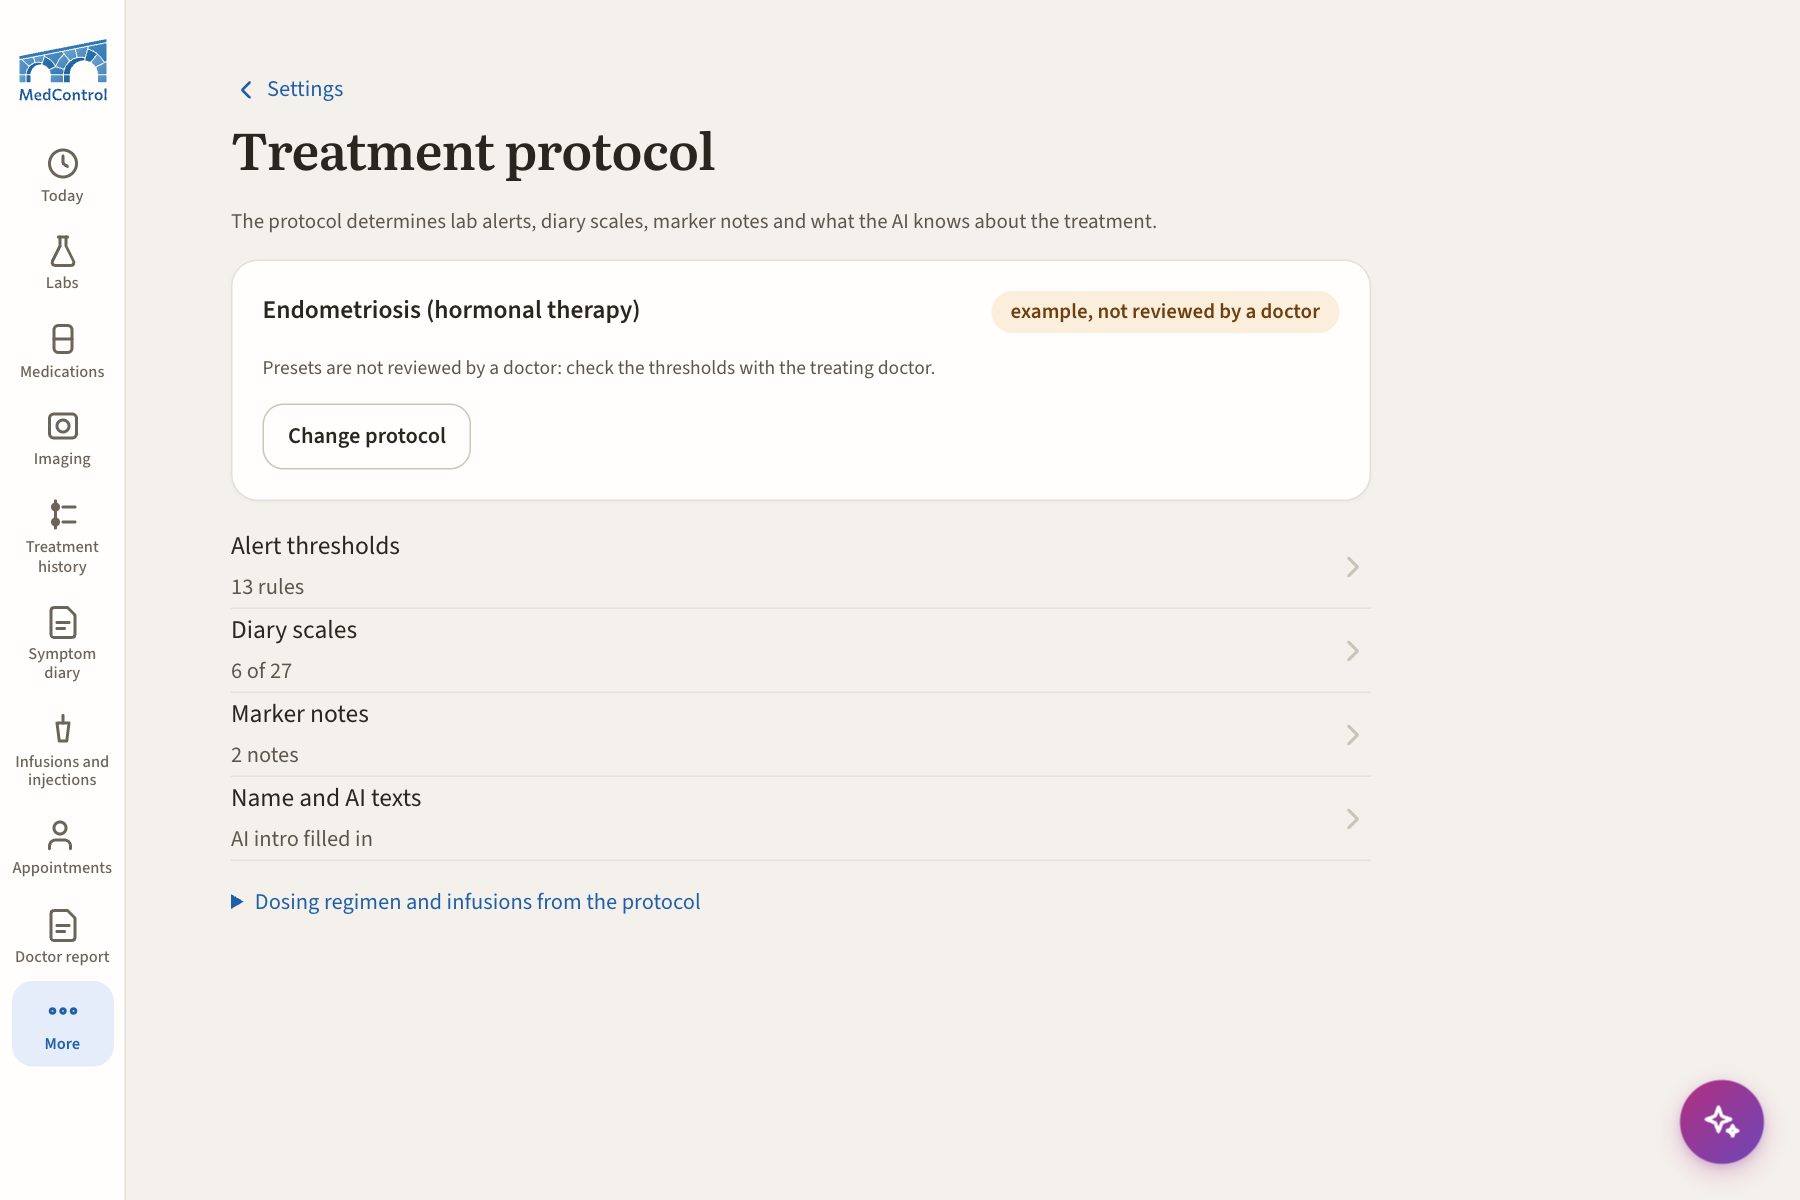 MedControl
Today
Labs
Medications
Imaging
Treatment
history
Symptom
diary
Infusions and
injections
Appointments
Doctor report
More
Settings
Treatment protocol
The protocol determines lab alerts, diary scales, marker notes and what the AI knows about the treatment.
Endometriosis (hormonal therapy)
example, not reviewed by a doctor
Presets are not reviewed by a doctor: check the thresholds with the treating doctor.
Change protocol
Alert thresholds
13 rules
Diary scales
6 of 27
Marker notes
2 notes
Name and AI texts
AI intro filled in
Dosing regimen and infusions from the protocol